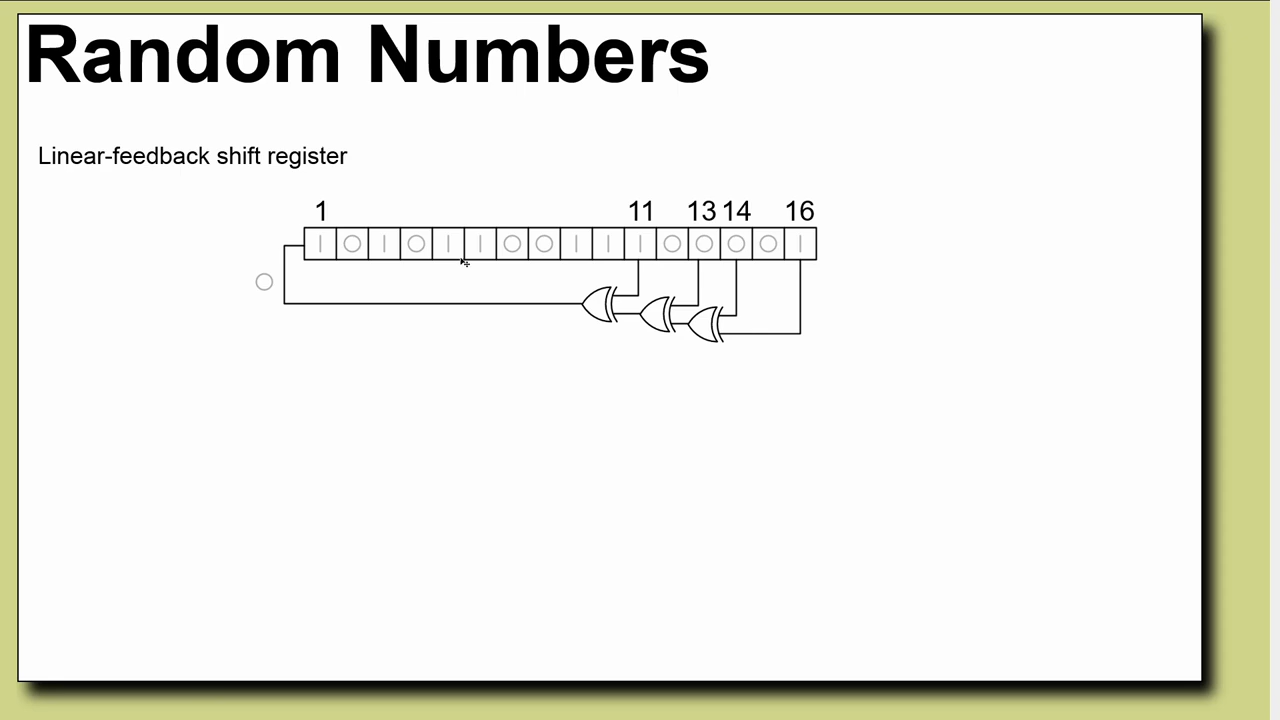 Random Numbers
Linear-feedback shift register
1 11 13 14 16
1 0 1 0 1 1 0 0 1 1 1 0 0 0 0 1
0